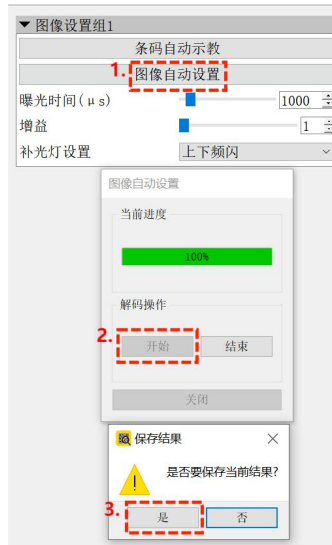 ▼ 图像设置组1
条码自动示教
1. 图像自动设置
曝光时间(μs) 1000
增益 1
补光灯设置 上下频闪
图像自动设置
当前进度
100%
解码操作
2. 开始 结束
关闭
保存结果
是否要保存当前结果?
3. 是 否